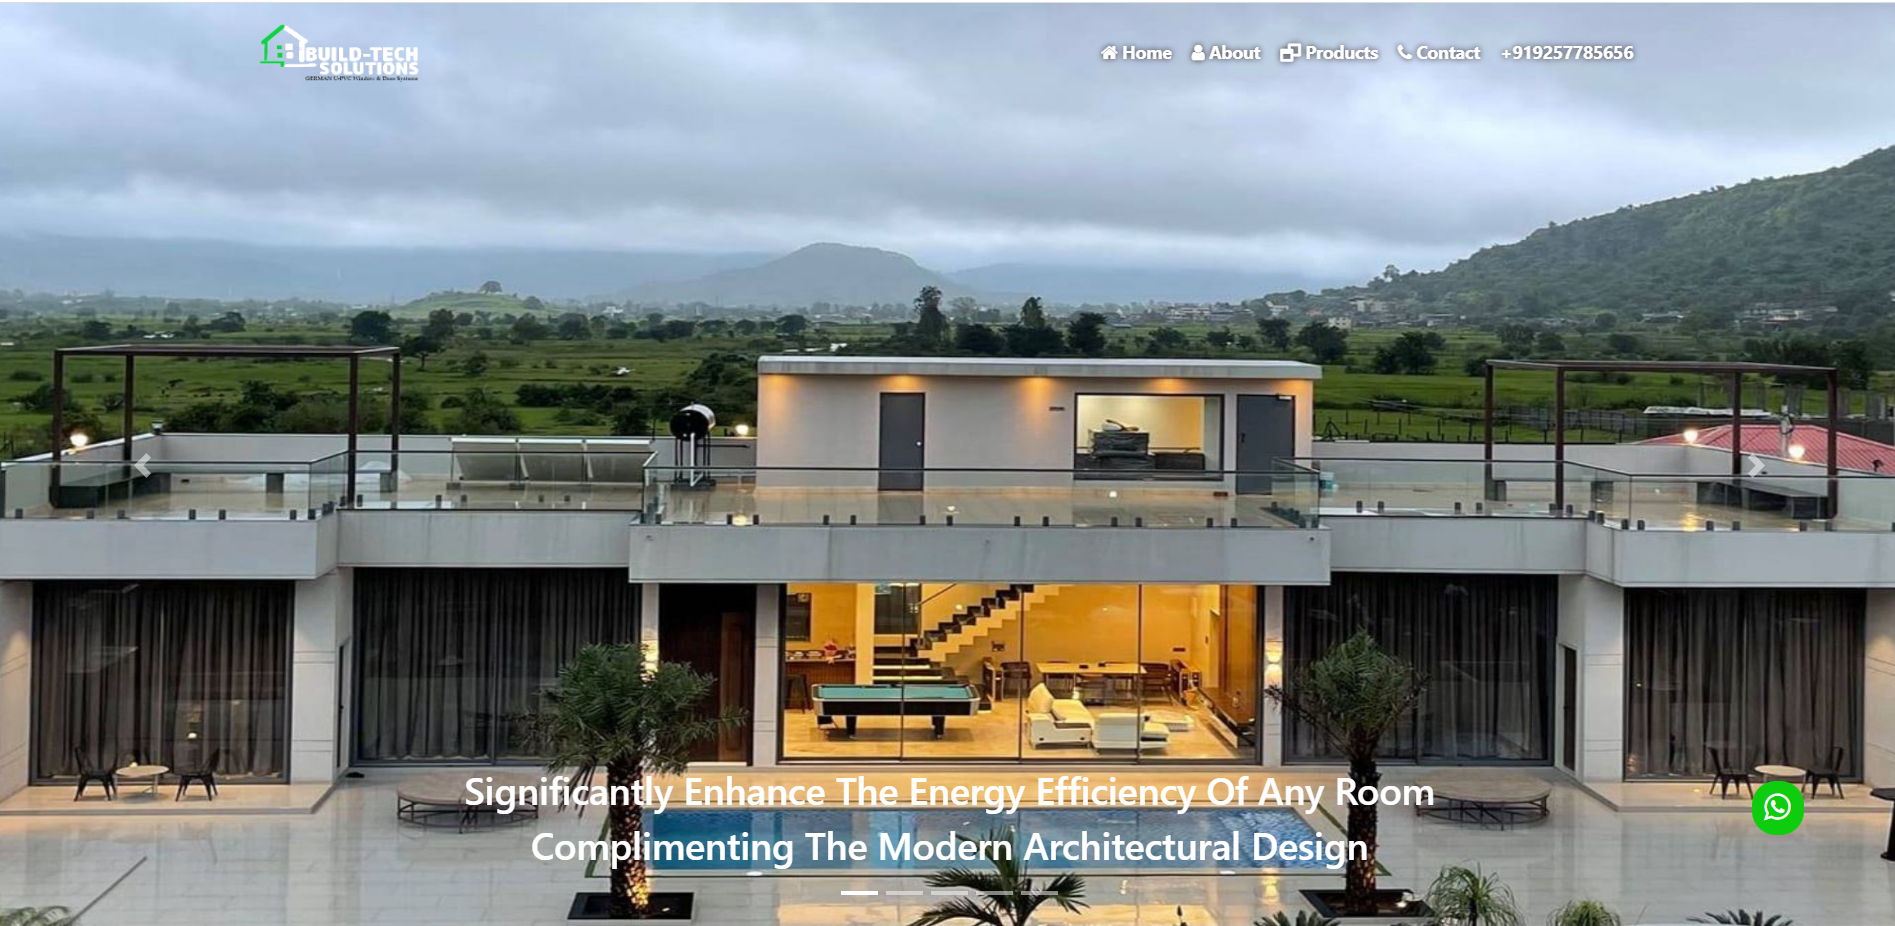 BUILD-TECH
SOLUTIONS
GERMAN U-PVC Window & Door Systems
Home About Products Contact +919257785656
Significantly Enhance The Energy Efficiency Of Any Room
Complimenting The Modern Architectural Design